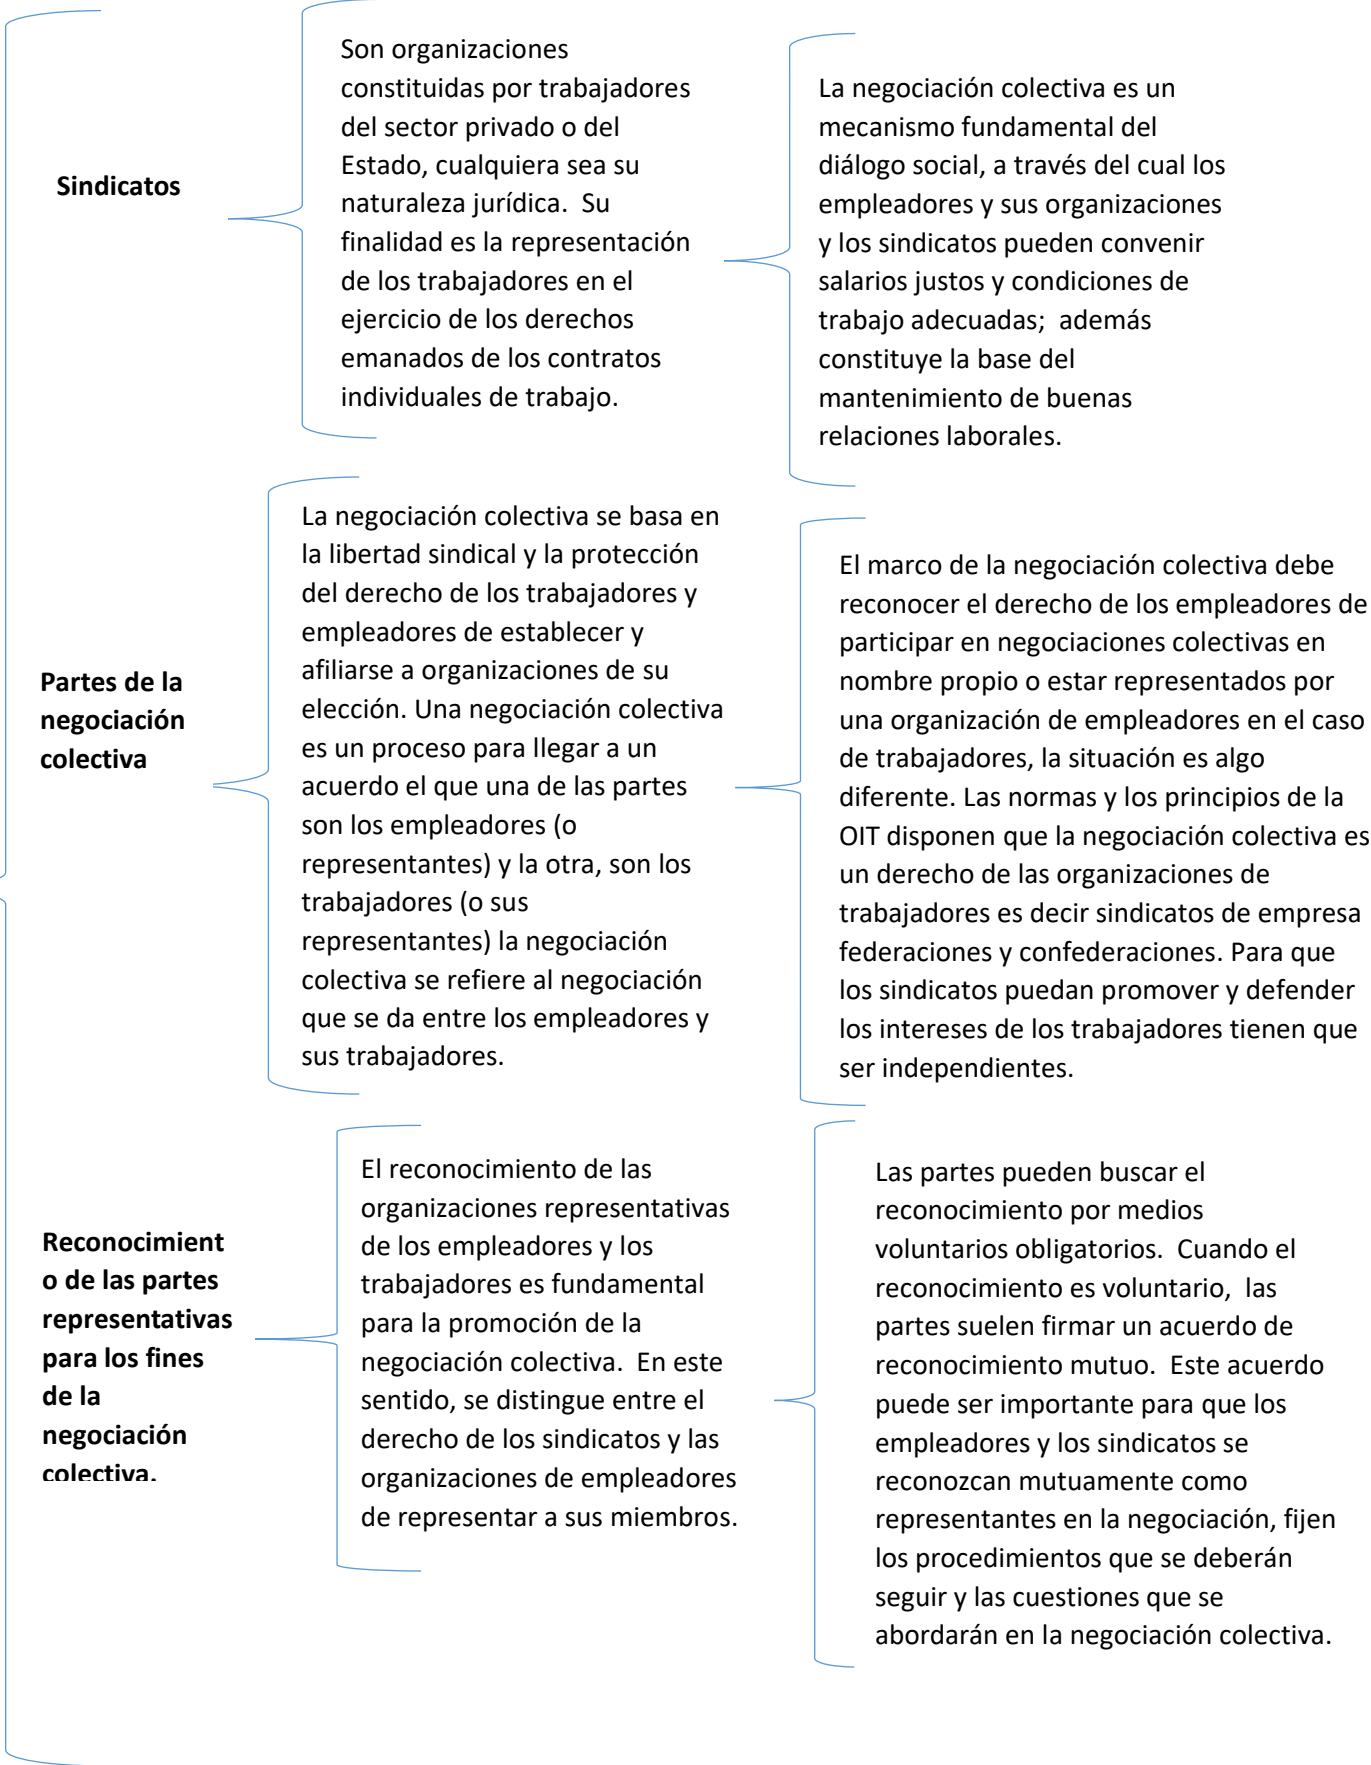 Sindicatos
Son organizaciones
constituidas por trabajadores
del sector privado o del
Estado, cualquiera sea su
naturaleza jurídica.  Su
finalidad es la representación
de los trabajadores en el
ejercicio de los derechos
emanados de los contratos
individuales de trabajo.
La negociación colectiva es un
mecanismo fundamental del
diálogo social, a través del cual los
empleadores y sus organizaciones
y los sindicatos pueden convenir
salarios justos y condiciones de
trabajo adecuadas;  además
constituye la base del
mantenimiento de buenas
relaciones laborales.
Partes de la
negociación
colectiva
La negociación colectiva se basa en
la libertad sindical y la protección
del derecho de los trabajadores y
empleadores de establecer y
afiliarse a organizaciones de su
elección. Una negociación colectiva
es un proceso para llegar a un
acuerdo el que una de las partes
son los empleadores (o
representantes) y la otra, son los
trabajadores (o sus
representantes) la negociación
colectiva se refiere al negociación
que se da entre los empleadores y
sus trabajadores.
El marco de la negociación colectiva debe
reconocer el derecho de los empleadores de
participar en negociaciones colectivas en
nombre propio o estar representados por
una organización de empleadores en el caso
de trabajadores, la situación es algo
diferente. Las normas y los principios de la
OIT disponen que la negociación colectiva es
un derecho de las organizaciones de
trabajadores es decir sindicatos de empresa
federaciones y confederaciones. Para que
los sindicatos puedan promover y defender
los intereses de los trabajadores tienen que
ser independientes.
Reconocimient
o de las partes
representativas
para los fines
de la
negociación
colectiva.
El reconocimiento de las
organizaciones representativas
de los empleadores y los
trabajadores es fundamental
para la promoción de la
negociación colectiva.  En este
sentido, se distingue entre el
derecho de los sindicatos y las
organizaciones de empleadores
de representar a sus miembros.
Las partes pueden buscar el
reconocimiento por medios
voluntarios obligatorios.  Cuando el
reconocimiento es voluntario,  las
partes suelen firmar un acuerdo de
reconocimiento mutuo.  Este acuerdo
puede ser importante para que los
empleadores y los sindicatos se
reconozcan mutuamente como
representantes en la negociación, fijen
los procedimientos que se deberán
seguir y las cuestiones que se
abordarán en la negociación colectiva.